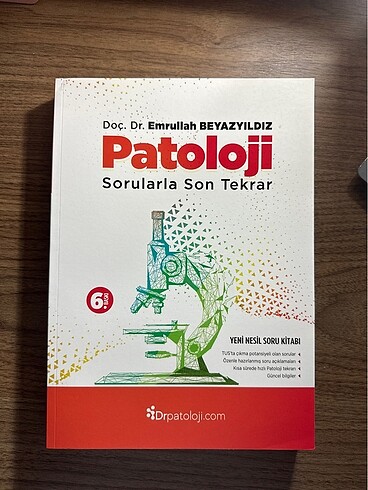 Doç. Dr. Emrullah BEYAZYILDIZ
Patoloji
Sorularla Son Tekrar
6.
BASKI
YENİ NESİL SORU KİTABI
TUS'ta çıkma potansiyeli olan sorular
Özenle hazırlanmış soru açıklamaları
Kısa sürede hızlı Patoloji tekrarı
Güncel bilgiler
Drpatoloji.com